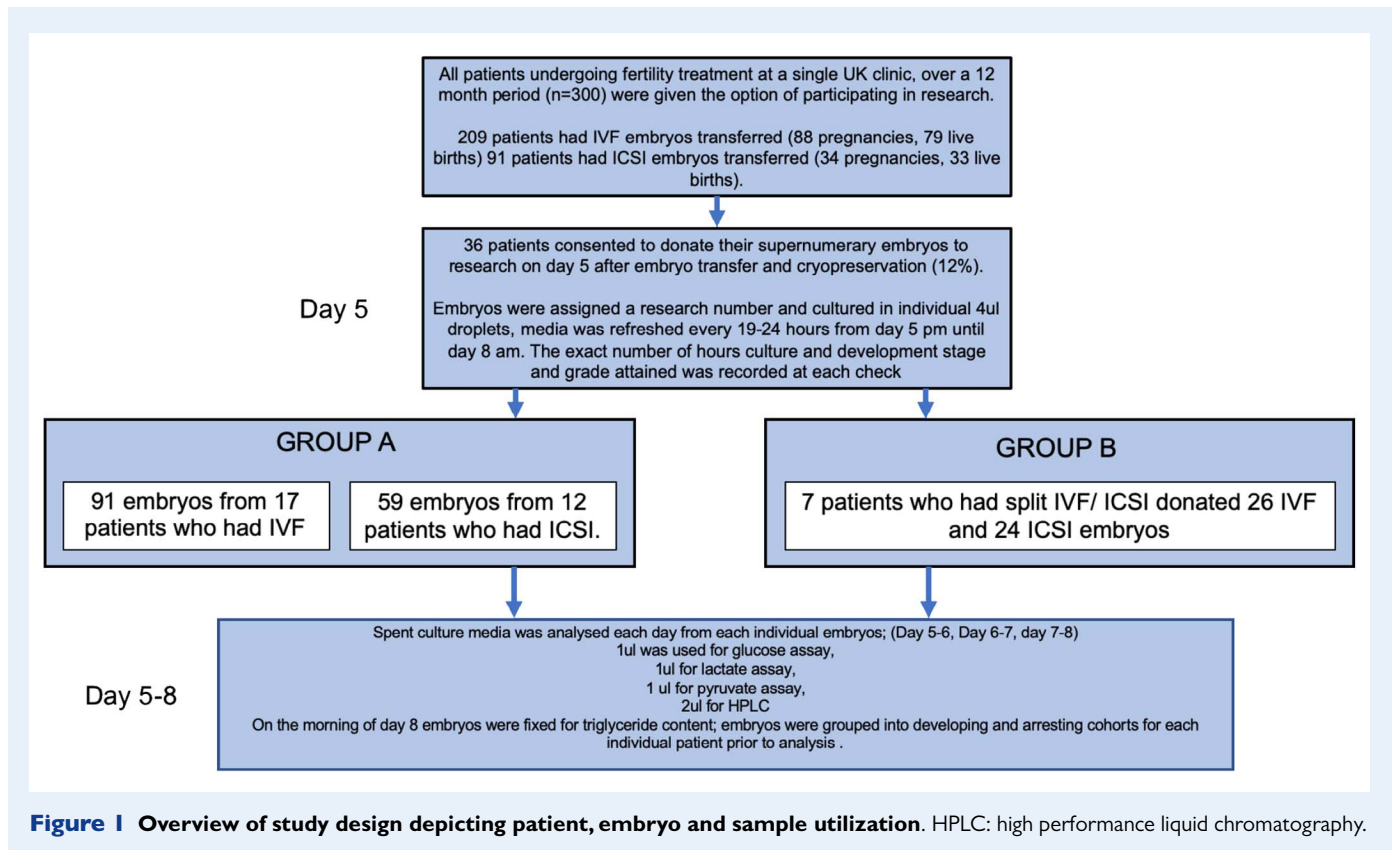 All patients undergoing fertility treatment at a single UK clinic, over a 12
month period (n=300) were given the option of participating in research.
209 patients had IVF embryos transferred (88 pregnancies, 79 live
births) 91 patients had ICSI embryos transferred (34 pregnancies, 33 live
births).
Day 5
36 patients consented to donate their supernumerary embryos to
research on day 5 after embryo transfer and cryopreservation (12%).
Embryos were assigned a research number and cultured in individual 4ul
droplets, media was refreshed every 19-24 hours from day 5 pm until
day 8 am. The exact number of hours culture and development stage
and grade attained was recorded at each check
GROUP A
91 embryos from 17
patients who had IVF
59 embryos from 12
patients who had ICSI.
GROUP B
7 patients who had split IVF/ ICSI donated 26 IVF
and 24 ICSI embryos
Day 5-8
Spent culture media was analysed each day from each individual embryos; (Day 5-6, Day 6-7, day 7-8)
1ul was used for glucose assay,
1ul for lactate assay,
1 ul for pyruvate assay,
2ul for HPLC
On the morning of day 8 embryos were fixed for triglyceride content; embryos were grouped into developing and arresting cohorts for each
individual patient prior to analysis .
Figure 1 Overview of study design depicting patient, embryo and sample utilization. HPLC: high performance liquid chromatography.